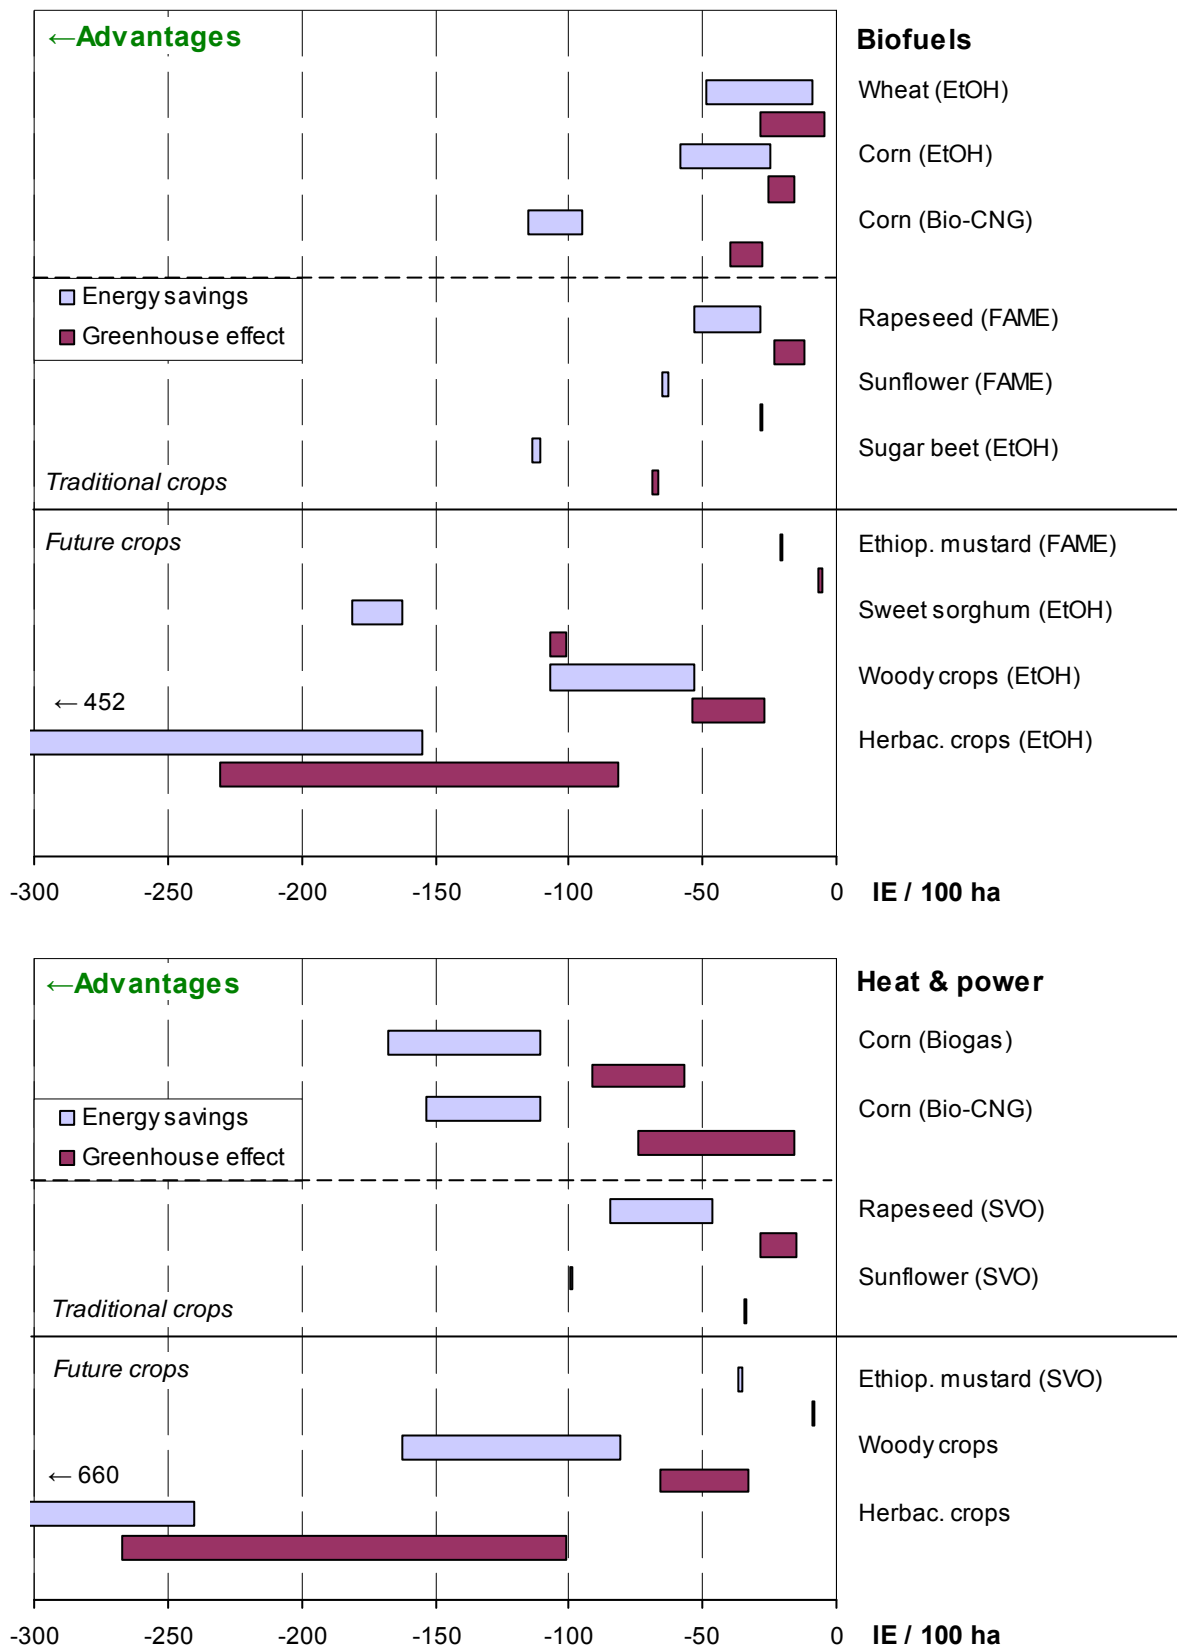 ←Advantages
Biofuels
Wheat (EtOH)
Corn (EtOH)
Corn (Bio-CNG)
Energy savings
Greenhouse effect
Rapeseed (FAME)
Sunflower (FAME)
Sugar beet (EtOH)
Traditional crops
Future crops
Ethiop. mustard (FAME)
Sweet sorghum (EtOH)
Woody crops (EtOH)
← 452
Herbac. crops (EtOH)
-300 -250 -200 -150 -100 -50 0 IE / 100 ha
←Advantages
Heat & power
Corn (Biogas)
Corn (Bio-CNG)
Energy savings
Greenhouse effect
Rapeseed (SVO)
Sunflower (SVO)
Traditional crops
Future crops
Ethiop. mustard (SVO)
Woody crops
← 660
Herbac. crops
-300 -250 -200 -150 -100 -50 0 IE / 100 ha